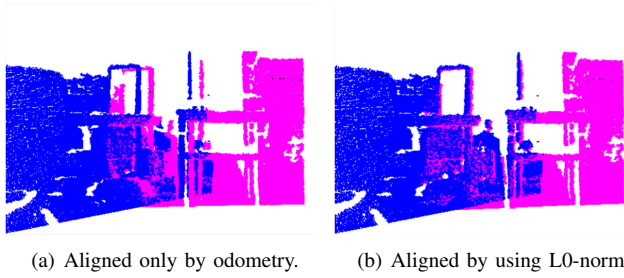 (a) Aligned only by odometry.
(b) Aligned by using L0-norm